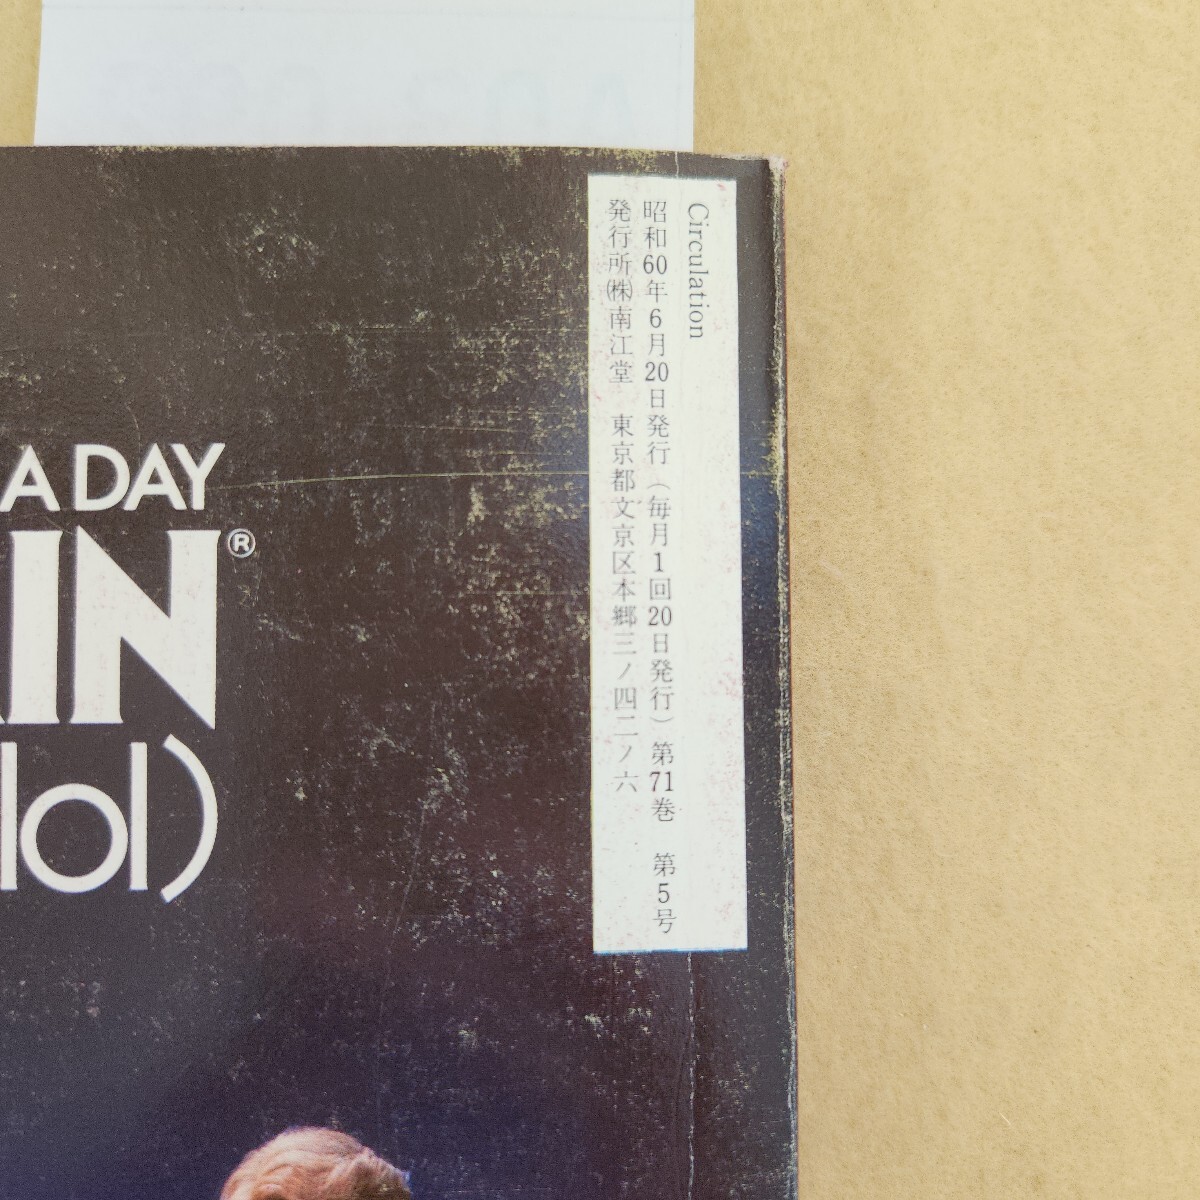 Circulation
昭和60年6月20日発行（毎月1回20日発行）第71巻 第5号
発行所㈱南江堂 東京都文京区本郷三ノ四二ノ六
A DAY
IN®
lol)